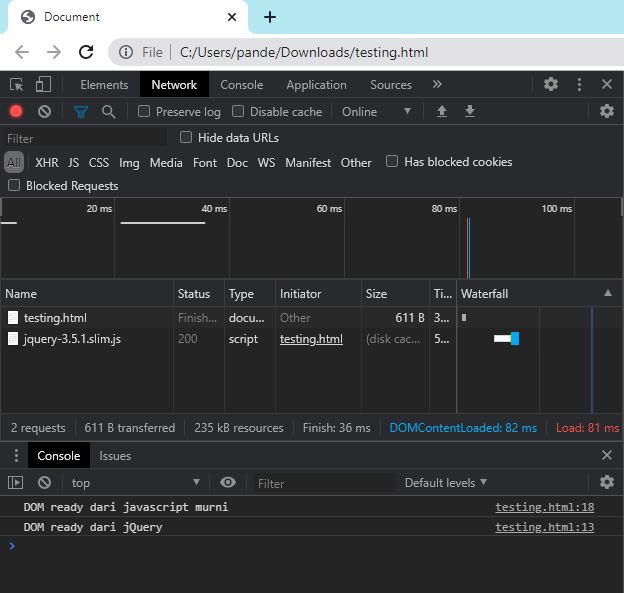 Document
File | C:/Users/pande/Downloads/testing.html
Elements Network Console Application Sources
Preserve log Disable cache Online
Filter Hide data URLs
All XHR JS CSS Img Media Font Doc WS Manifest Other Has blocked cookies
Blocked Requests
20 ms 40 ms 60 ms 80 ms 100 ms
Name Status Type Initiator Size Ti... Waterfall
testing.html Finish... docu... Other 611 B 3...
jquery-3.5.1.slim.js 200 script testing.html (disk cac... 5...
2 requests 611 B transferred 235 kB resources Finish: 36 ms DOMContentLoaded: 82 ms Load: 81 ms
Console Issues
top Filter Default levels
DOM ready dari javascript murni testing.html:18
DOM ready dari jQuery testing.html:13